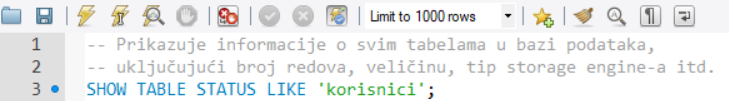 Limit to 1000 rows
1 -- Prikazuje informacije o svim tabelama u bazi podataka,
2 -- uključujući broj redova, veličinu, tip storage engine-a itd.
3 SHOW TABLE STATUS LIKE 'korisnici';